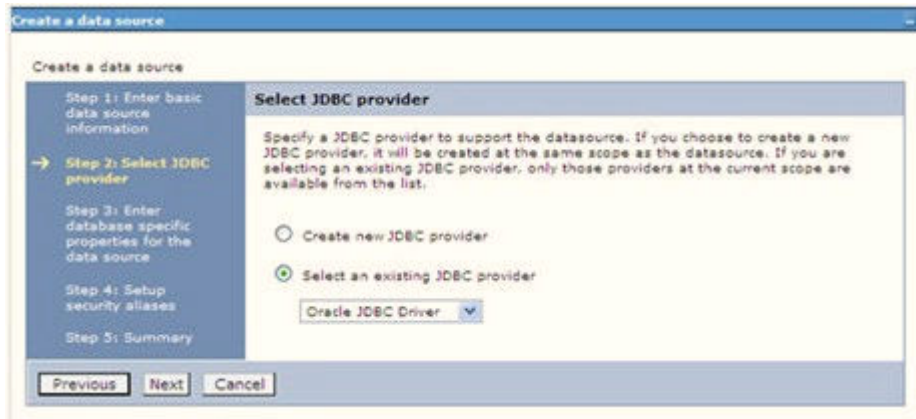 Create a data source
Create a data source
Step 1: Enter basic
data source
information
Step 2: Select JDBC
provider
Step 3: Enter
database specific
properties for the
data source
Step 4: Setup
security aliases
Step 5: Summary
Select JDBC provider
Specify a JDBC provider to support the datasource. If you choose to create a new
JDBC provider, it will be created at the same scope as the datasource. If you are
selecting an existing JDBC provider, only those providers at the current scope are
available from the list.
Create new JDBC provider
Select an existing JDBC provider
Oracle JDBC Driver
Previous Next Cancel